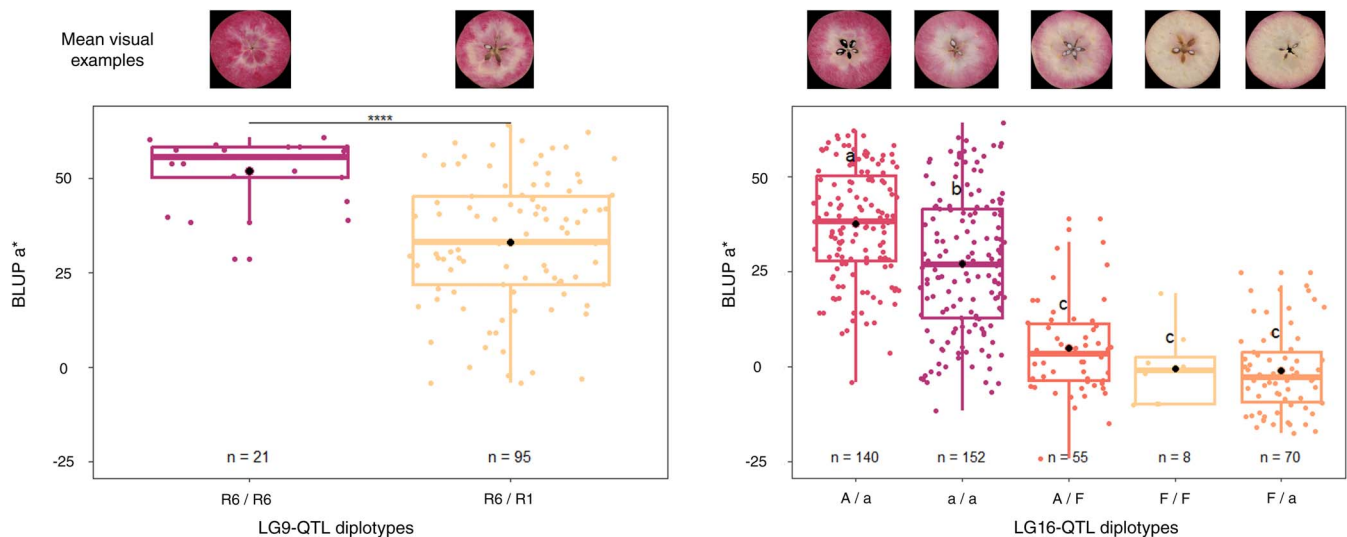 Mean visual
examples
****
50
25
0
-25
BLUP a*
n = 21
n = 95
R6 / R6
R6 / R1
LG9-QTL diplotypes
a
b
c
c
c
50
25
0
-25
BLUP a*
n = 140
n = 152
n = 55
n = 8
n = 70
A / a
a / a
A / F
F / F
F / a
LG16-QTL diplotypes